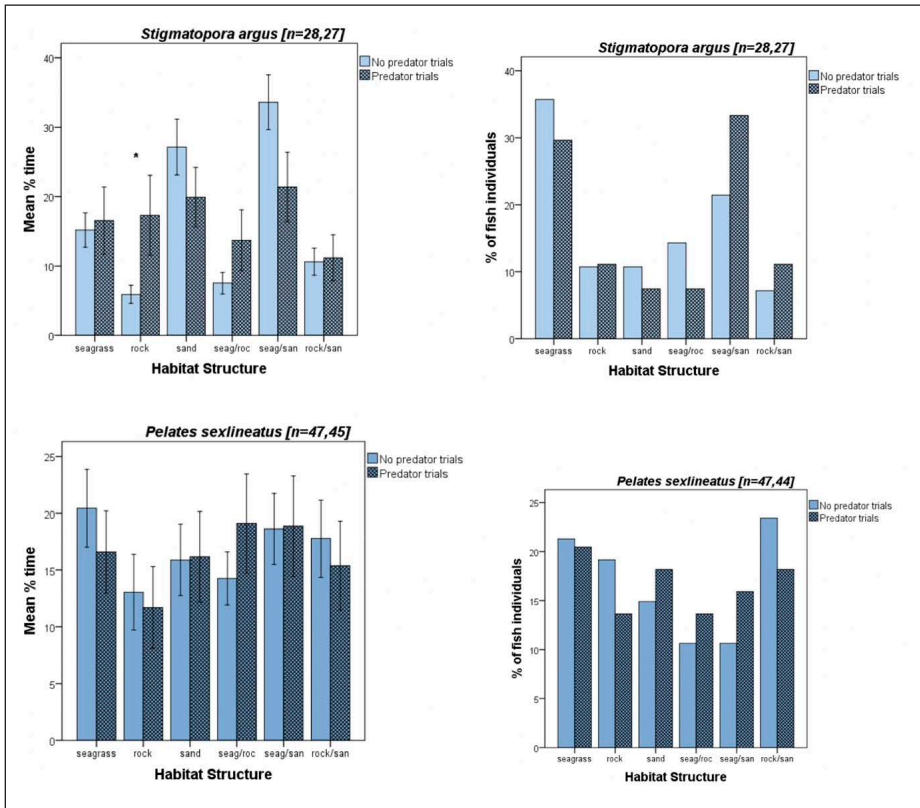 Stigmatopora argus [n=28,27]
No predator trials
Predator trials
Mean % time
40
30
20
10
0
*
seagrass rock sand seag/roc seag/san rock/san
Habitat Structure
Stigmatopora argus [n=28,27]
No predator trials
Predator trials
% of fish individuals
40
30
20
10
0
seagrass rock sand seag/roc seag/san rock/san
Habitat Structure
Pelates sexlineatus [n=47,45]
No predator trials
Predator trials
Mean % time
25
20
15
10
5
0
seagrass rock sand seag/roc seag/san rock/san
Habitat Structure
Pelates sexlineatus [n=47,44]
No predator trials
Predator trials
% of fish individuals
25
20
15
10
5
0
seagrass rock sand seag/roc seag/san rock/san
Habitat Structure